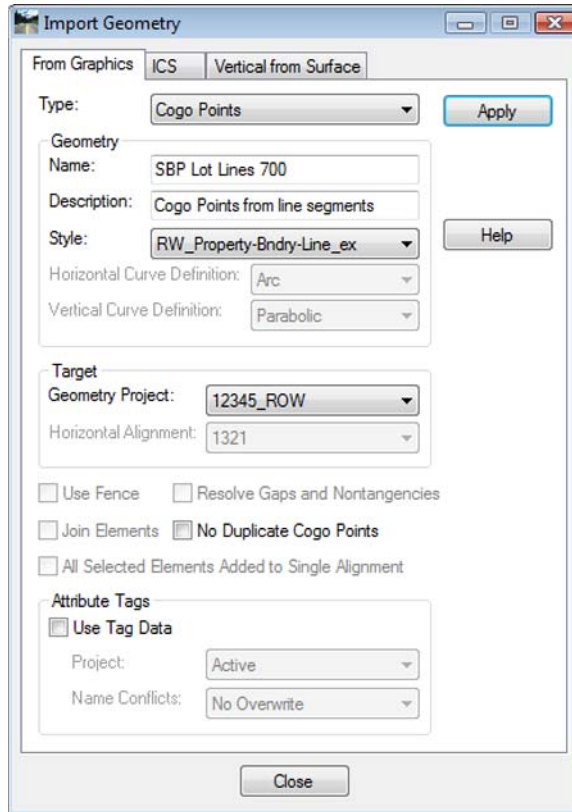 Import Geometry
From Graphics ICS Vertical from Surface
Type: Cogo Points Apply
Geometry
Name: SBP Lot Lines 700
Description: Cogo Points from line segments
Style: RW_Property-Bndry-Line_ex Help
Horizontal Curve Definition: Arc
Vertical Curve Definition: Parabolic
Target
Geometry Project: 12345_ROW
Horizontal Alignment: 1321
Use Fence Resolve Gaps and Nontangencies
Join Elements No Duplicate Cogo Points
All Selected Elements Added to Single Alignment
Attribute Tags
Use Tag Data
Project: Active
Name Conflicts: No Overwrite
Close